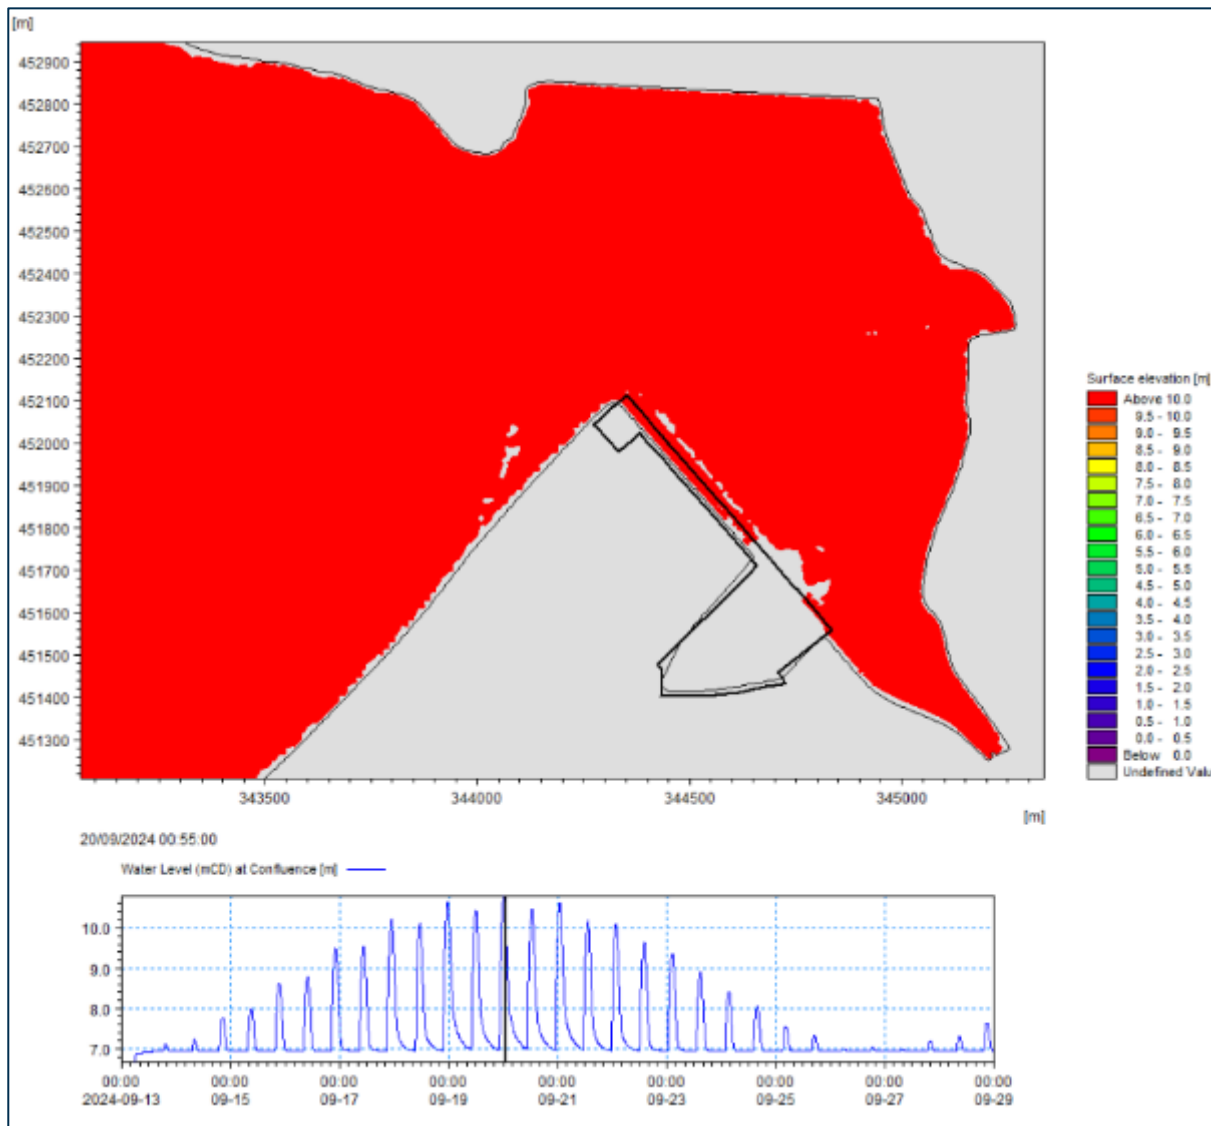 [m]
452900
452800
452700
452600
452500
452400
452300
452200
452100
452000
451900
451800
451700
451600
451500
451400
451300
343500 344000 344500 345000
[m]
Surface elevation [m]
Above 10.0
9.5 - 10.0
9.0 - 9.5
8.5 - 9.0
8.0 - 8.5
7.5 - 8.0
7.0 - 7.5
6.5 - 7.0
6.0 - 6.5
5.5 - 6.0
5.0 - 5.5
4.5 - 5.0
4.0 - 4.5
3.5 - 4.0
3.0 - 3.5
2.5 - 3.0
2.0 - 2.5
1.5 - 2.0
1.0 - 1.5
0.5 - 1.0
0.0 - 0.5
Below 0.0
Undefined Valu
20/09/2024 00:55:00
Water Level (mCD) at Confluence [m]
10.0
9.0
8.0
7.0
00:00 00:00 00:00 00:00 00:00 00:00 00:00 00:00 00:00
2024-09-13 09-15 09-17 09-19 09-21 09-23 09-25 09-27 09-29